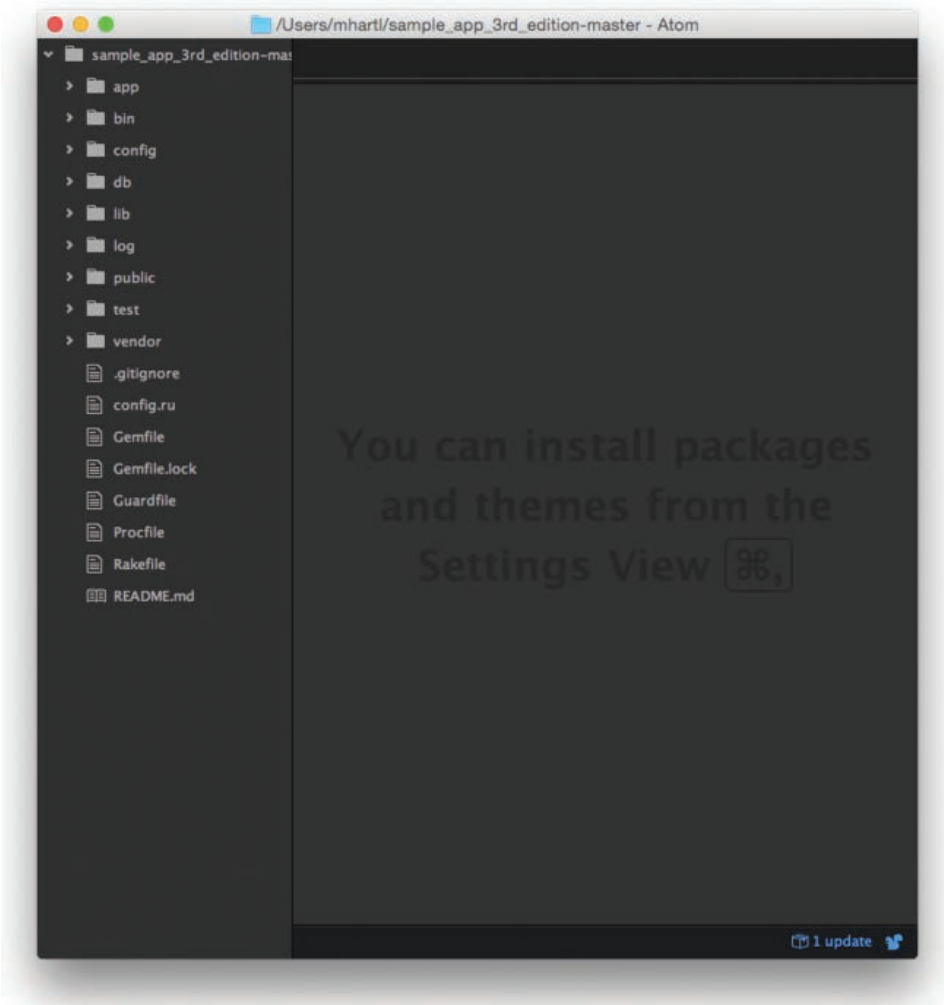 /Users/mhartl/sample_app_3rd_edition-master - Atom
sample_app_3rd_edition-mas
app
bin
config
db
lib
log
public
test
vendor
.gitignore
config.ru
Gemfile
Gemfile.lock
Guardfile
Procfile
Rakefile
README.md
You can install packages
and themes from the
Settings View ⌘,
1 update